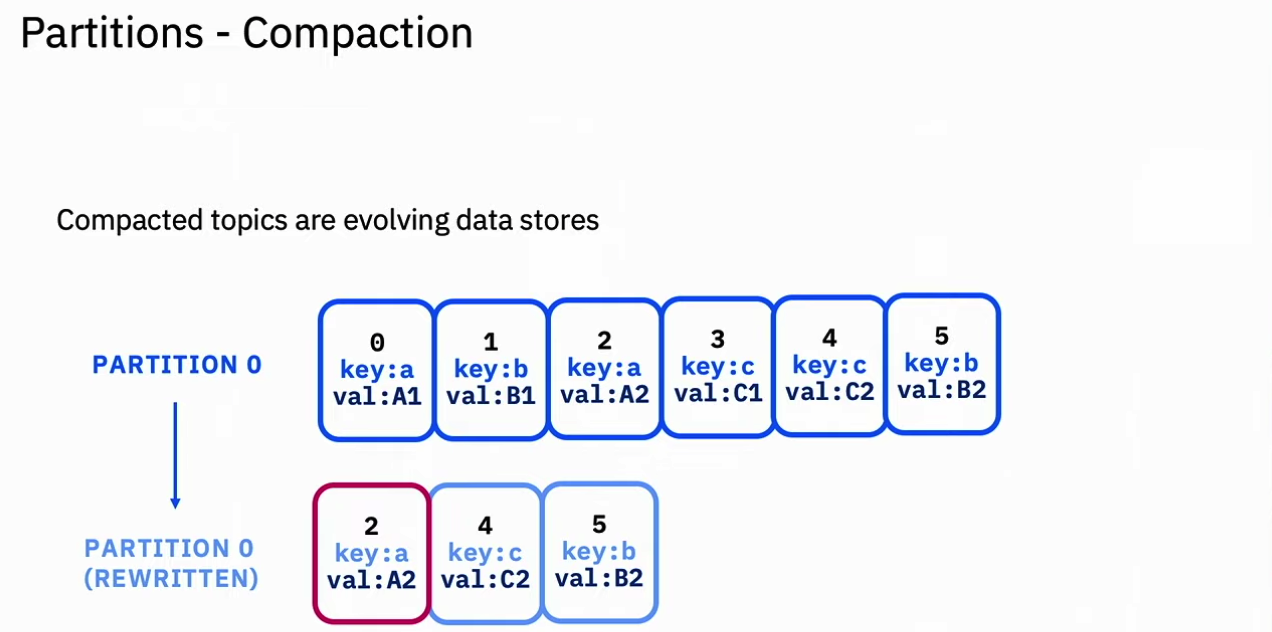 Partitions - Compaction
Compacted topics are evolving data stores
PARTITION 0
0
key:a
val:A1
1
key:b
val:B1
2
key:a
val:A2
3
key:c
val:C1
4
key:c
val:C2
5
key:b
val:B2
PARTITION 0
(REWRITTEN)
2
key:a
val:A2
4
key:c
val:C2
5
key:b
val:B2